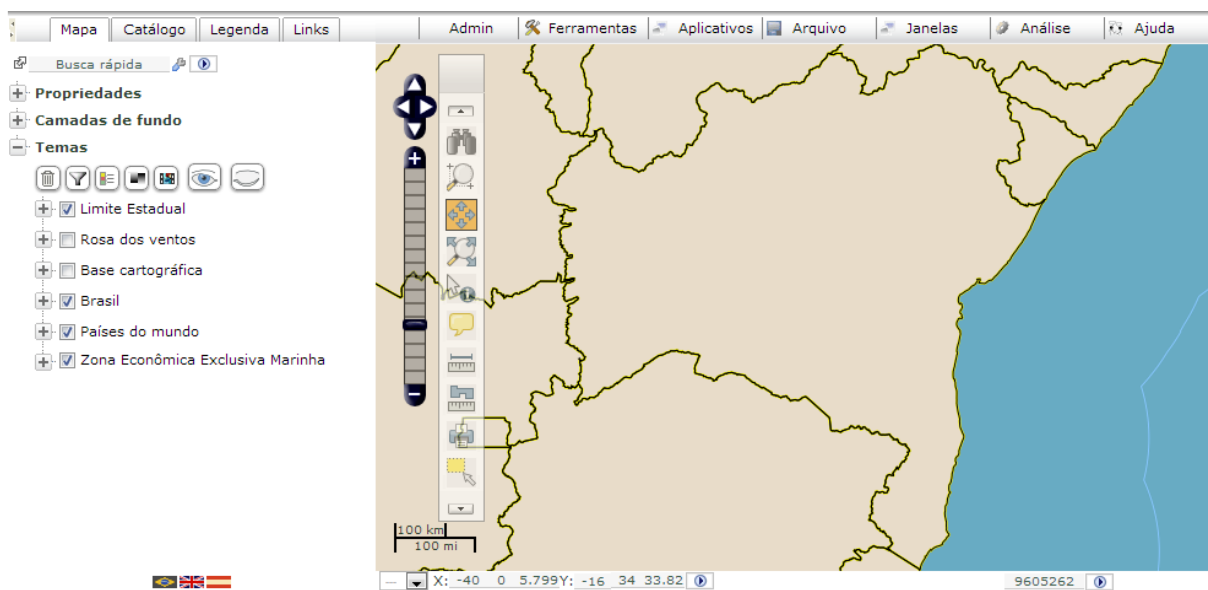 Mapa Catálogo Legenda Links Admin Ferramentas Aplicativos Arquivo Janelas Análise Ajuda
Busca rápida
Propriedades
Camadas de fundo
Temas
Limite Estadual
Rosa dos ventos
Base cartográfica
Brasil
Países do mundo
Zona Econômica Exclusiva Marinha
100 km
100 mi
--- X: -40 0 5.799Y: -16 34 33.82 9605262